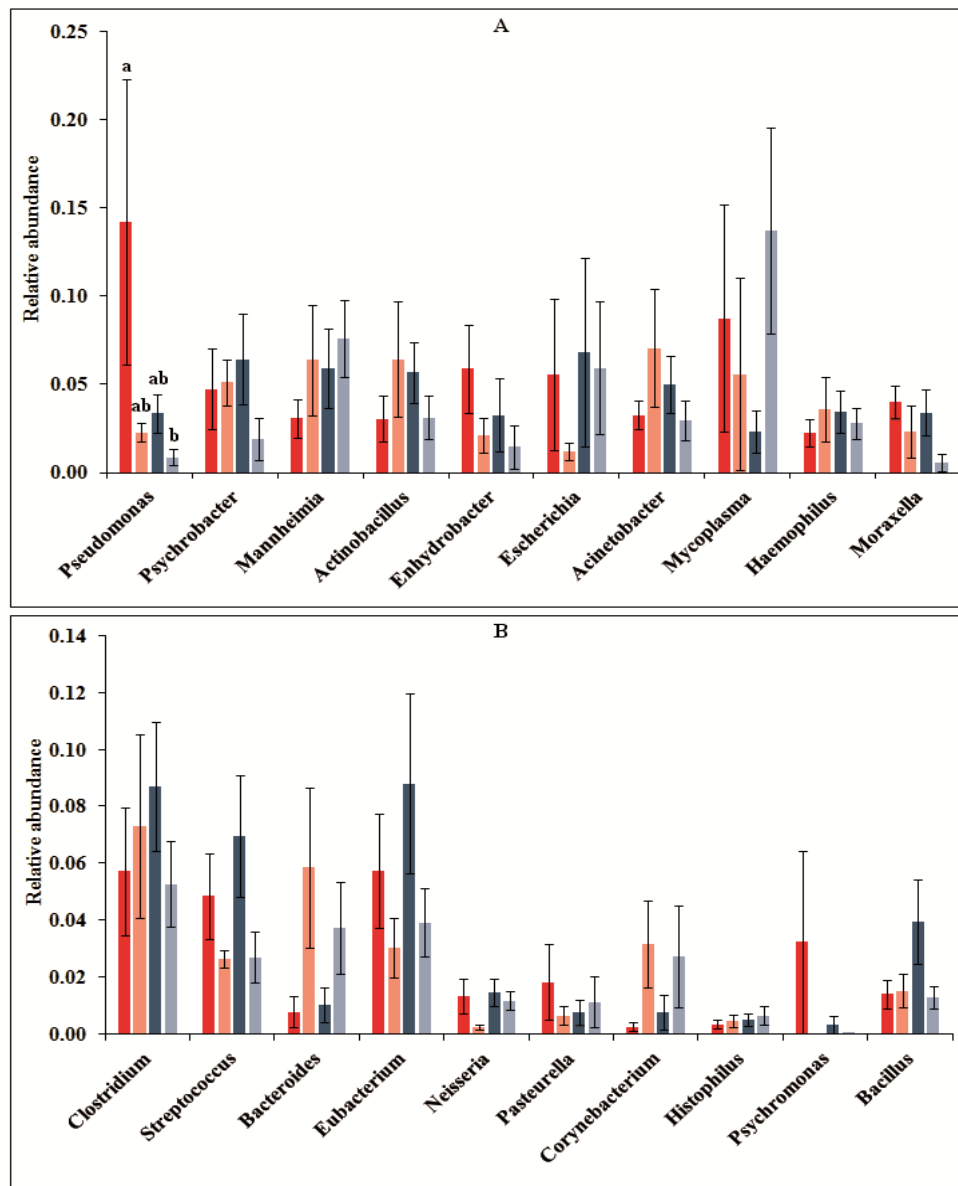 A
Relative abundance
0.25
0.20
0.15
0.10
0.05
0.00
a
ab
ab
b
Pseudomonas
Psychrobacter
Mannheimia
Actinobacillus
Enhydrobacter
Escherichia
Acinetobacter
Mycoplasma
Haemophilus
Moraxella
B
Relative abundance
0.14
0.12
0.10
0.08
0.06
0.04
0.02
0.00
Clostridium
Streptococcus
Bacteroides
Eubacterium
Neisseria
Pasteurella
Corynebacterium
Histophilus
Psychromonas
Bacillus